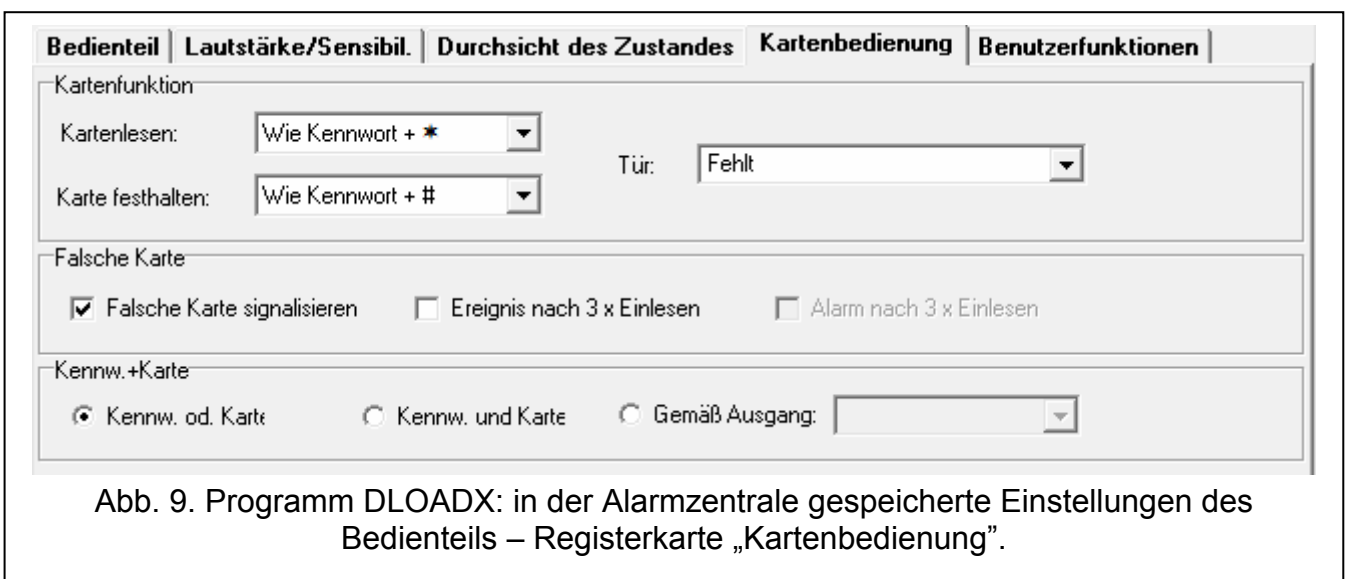 Bedienteil Lautstärke/Sensibil. Durchsicht des Zustandes Kartenbedienung Benutzerfunktionen
Kartenfunktion
Kartenlesen: Wie Kennwort + *
Tür: Fehlt
Karte festhalten: Wie Kennwort + #
Falsche Karte
Falsche Karte signalisieren Ereignis nach 3 x Einlesen Alarm nach 3 x Einlesen
Kennw.+Karte
Kennw. od. Karte Kennw. und Karte Gemäß Ausgang:
Abb. 9. Programm DLOADX: in der Alarmzentrale gespeicherte Einstellungen des
Bedienteils – Registerkarte „Kartenbedienung”.